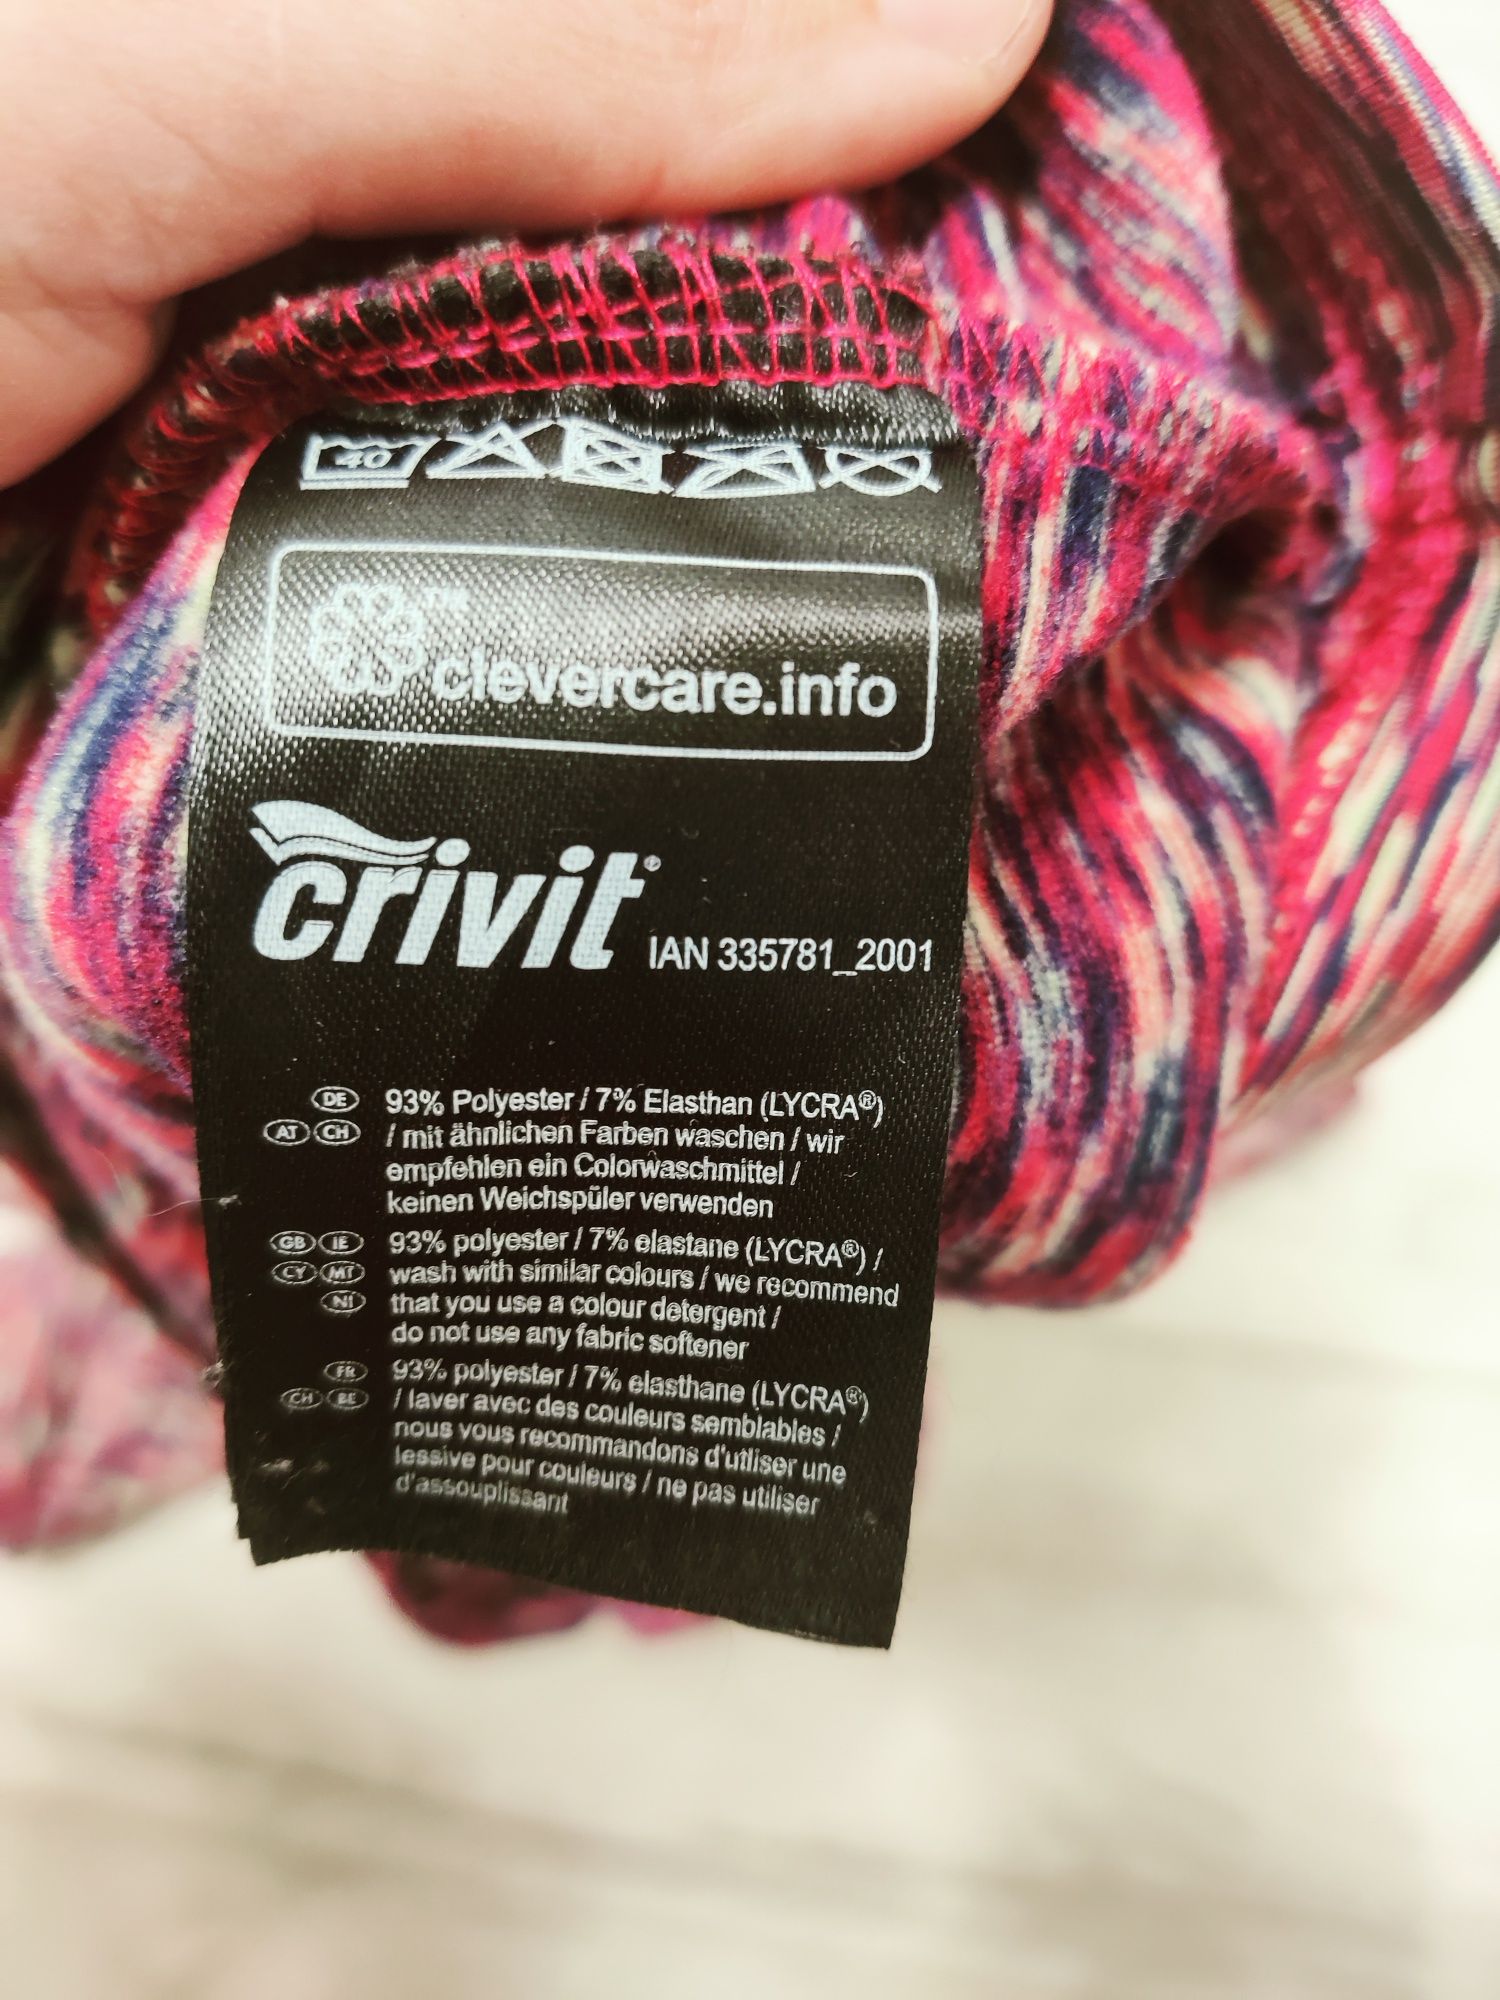 40
TM
clevercare.info
crivit® IAN 335781_2001
DE 93% Polyester / 7% Elasthan (LYCRA®)
AT CH / mit ähnlichen Farben waschen / wir
empfehlen ein Colorwaschmittel /
keinen Weichspüler verwenden
GB IE 93% polyester / 7% elastane (LYCRA®) /
CY MT wash with similar colours / we recommend
NI that you use a colour detergent /
do not use any fabric softener
FR 93% polyester / 7% elasthane (LYCRA®)
CH BE / laver avec des couleurs semblables /
nous vous recommandons d'utliser une
lessive pour couleurs / ne pas utiliser
d'assouplissant